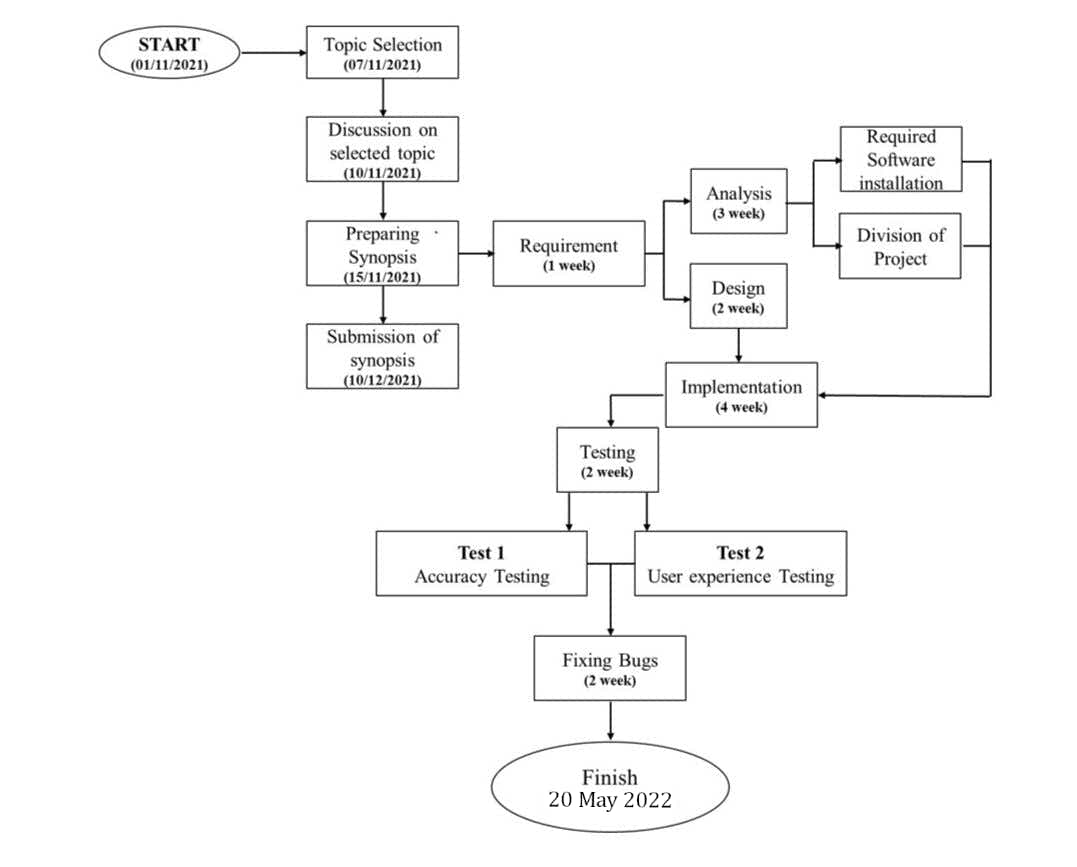 START
(01/11/2021)
Topic Selection
(07/11/2021)
Discussion on
selected topic
(10/11/2021)
Preparing
Synopsis
(15/11/2021)
Submission of
synopsis
(10/12/2021)
Requirement
(1 week)
Analysis
(3 week)
Design
(2 week)
Required
Software
installation
Division of
Project
Implementation
(4 week)
Testing
(2 week)
Test 1
Accuracy Testing
Test 2
User experience Testing
Fixing Bugs
(2 week)
Finish
20 May 2022